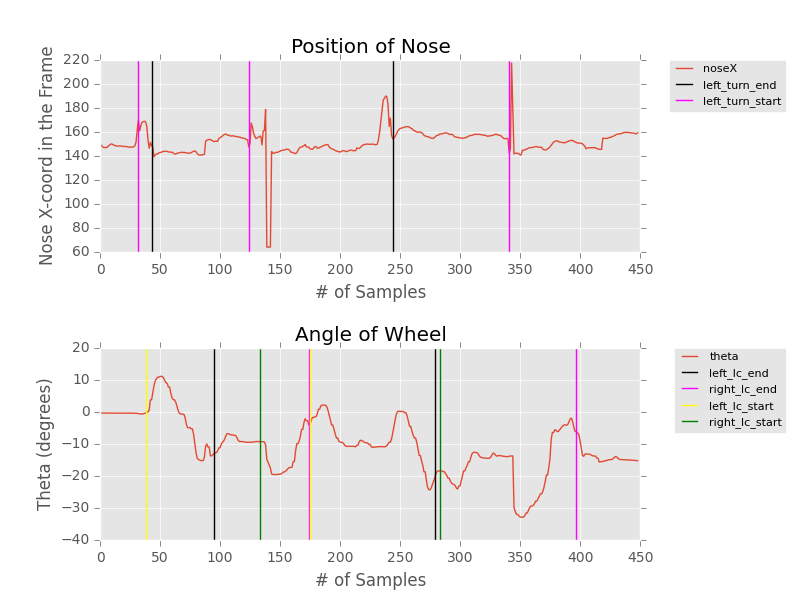 Position of Nose
Nose X-coord in the Frame
220
200
180
160
140
120
100
80
60
0 50 100 150 200 250 300 350 400 450
# of Samples
noseX
left_turn_end
left_turn_start
Angle of Wheel
Theta (degrees)
20
10
0
−10
−20
−30
−40
0 50 100 150 200 250 300 350 400 450
# of Samples
theta
left_lc_end
right_lc_end
left_lc_start
right_lc_start